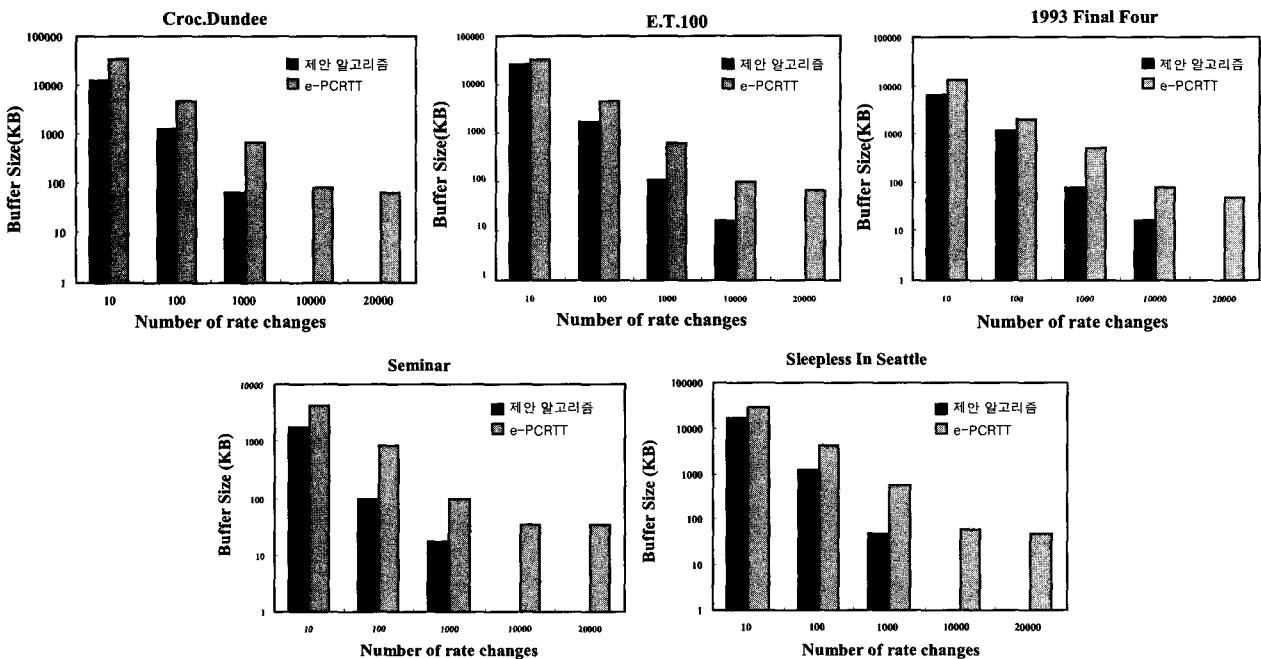 Croc.Dundee
100000
10000
1000
100
10
1
Buffer Size(KB)
제안 알고리즘
e-PCRTT
10 100 1000 10000 20000
Number of rate changes
E.T.100
100000
10000
1000
100
10
1
Buffer Size(KB)
제안 알고리즘
e-PCRTT
10 100 1000 10000 20000
Number of rate changes
1993 Final Four
100000
10000
1000
100
10
1
Buffer Size(KB)
제안 알고리즘
e-PCRTT
10 100 1000 10000 20000
Number of rate changes
Seminar
10000
1000
100
10
1
Buffer Size (KB)
제안 알고리즘
e-PCRTT
10 100 1000 10000 20000
Number of rate changes
Sleepless In Seattle
100000
10000
1000
100
10
1
Buffer Size (KB)
제안 알고리즘
e-PCRTT
10 100 1000 10000 20000
Number of rate changes